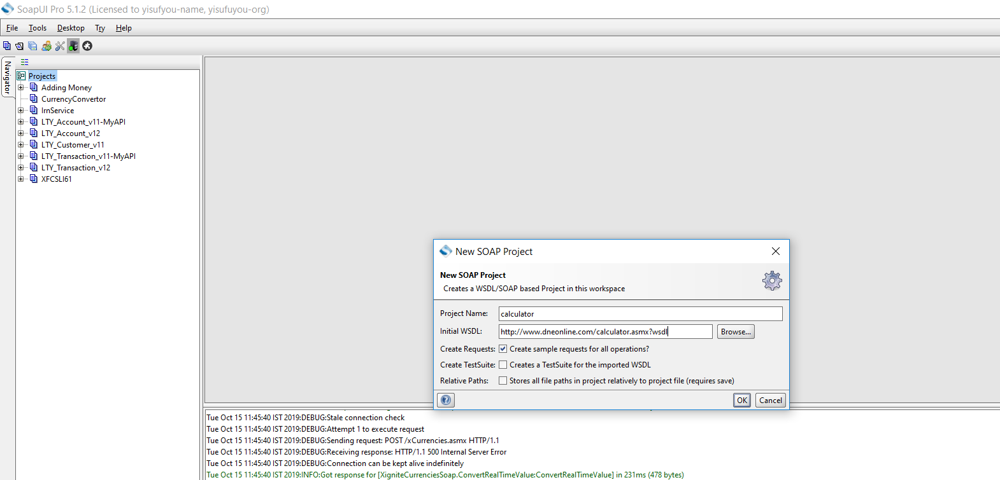 SoapUI Pro 5.1.2 (Licensed to yisufyou-name, yisufuyou-org)
File Tools Desktop Try Help
Navigator
Projects
Adding Money
CurrencyConvertor
IrnService
LTY_Account_v11-MyAPI
LTY_Account_v12
LTY_Customer_v11
LTY_Transaction_v11-MyAPI
LTY_Transaction_v12
XFCSLI61
New SOAP Project
New SOAP Project
Creates a WSDL/SOAP based Project in this workspace
Project Name: calculator
Initial WSDL: http://www.dneonline.com/calculator.asmx?wsdl Browse...
Create Requests: Create sample requests for all operations?
Create TestSuite: Creates a TestSuite for the imported WSDL
Relative Paths: Stores all file paths in project relatively to project file (requires save)
OK Cancel
Tue Oct 15 11:45:40 IST 2019:DEBUG:Stale connection check
Tue Oct 15 11:45:40 IST 2019:DEBUG:Attempt 1 to execute request
Tue Oct 15 11:45:40 IST 2019:DEBUG:Sending request: POST /xCurrencies.asmx HTTP/1.1
Tue Oct 15 11:45:40 IST 2019:DEBUG:Receiving response: HTTP/1.1 500 Internal Server Error
Tue Oct 15 11:45:40 IST 2019:DEBUG:Connection can be kept alive indefinitely
Tue Oct 15 11:45:40 IST 2019:INFO:Got response for [XigniteCurrenciesSoap.ConvertRealTimeValue:ConvertRealTimeValue] in 231ms (478 bytes)